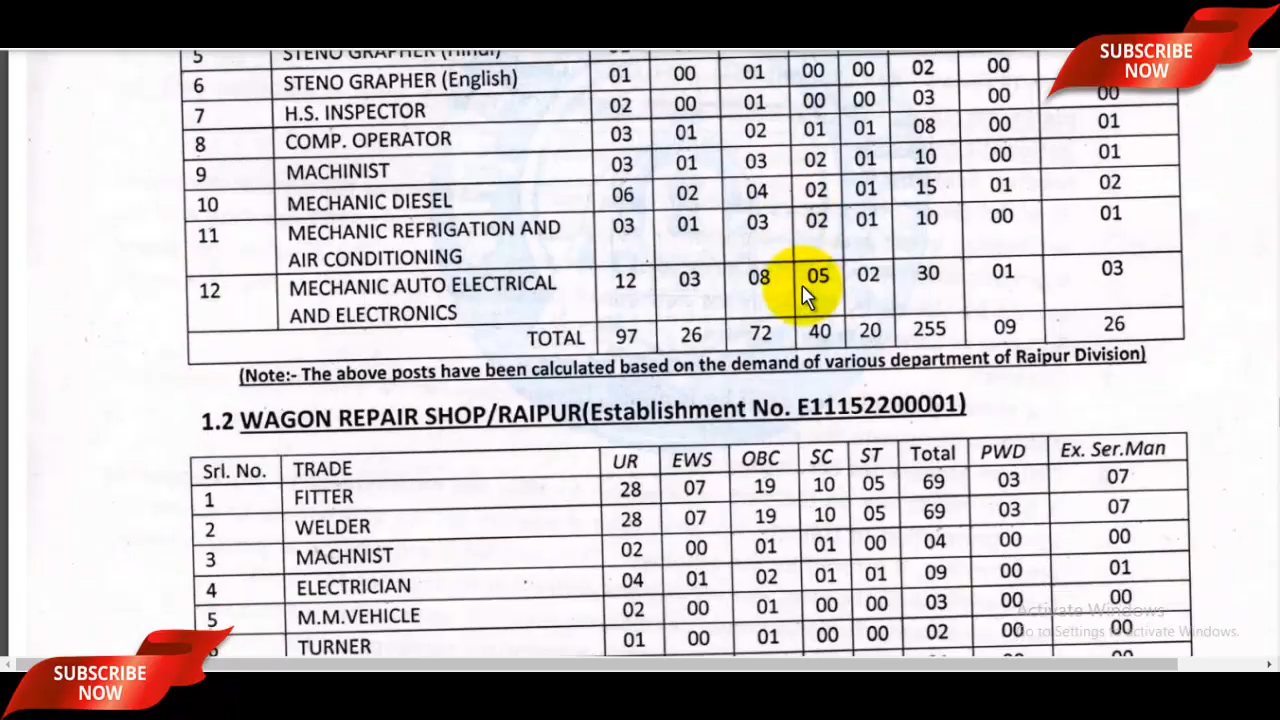 SUBSCRIBE
NOW
5 STENO GRAPHER (Hindi)
6 STENO GRAPHER (English) 01 00 01 00 00 02 00
7 H.S. INSPECTOR 02 00 01 00 00 03 00 00
8 COMP. OPERATOR 03 01 02 01 01 08 00 01
9 MACHINIST 03 01 03 02 01 10 00 01
10 MECHANIC DIESEL 06 02 04 02 01 15 01 02
11 MECHANIC REFRIGATION AND 03 01 03 02 01 10 00 01
AIR CONDITIONING
12 MECHANIC AUTO ELECTRICAL 12 03 08 05 02 30 01 03
AND ELECTRONICS
TOTAL 97 26 72 40 20 255 09 26
(Note:- The above posts have been calculated based on the demand of various department of Raipur Division)
1.2 WAGON REPAIR SHOP/RAIPUR(Establishment No. E11152200001)
Srl. No. TRADE UR EWS OBC SC ST Total PWD Ex. Ser.Man
1 FITTER 28 07 19 10 05 69 03 07
2 WELDER 28 07 19 10 05 69 03 07
3 MACHNIST 02 00 01 01 00 04 00 00
4 ELECTRICIAN 04 01 02 01 01 09 00 01
5 M.M.VEHICLE 02 00 01 00 00 03 00 00
TURNER 01 00 01 00 00 02 00 00
Activate Windows
Go to Settings to activate Windows.
SUBSCRIBE
NOW